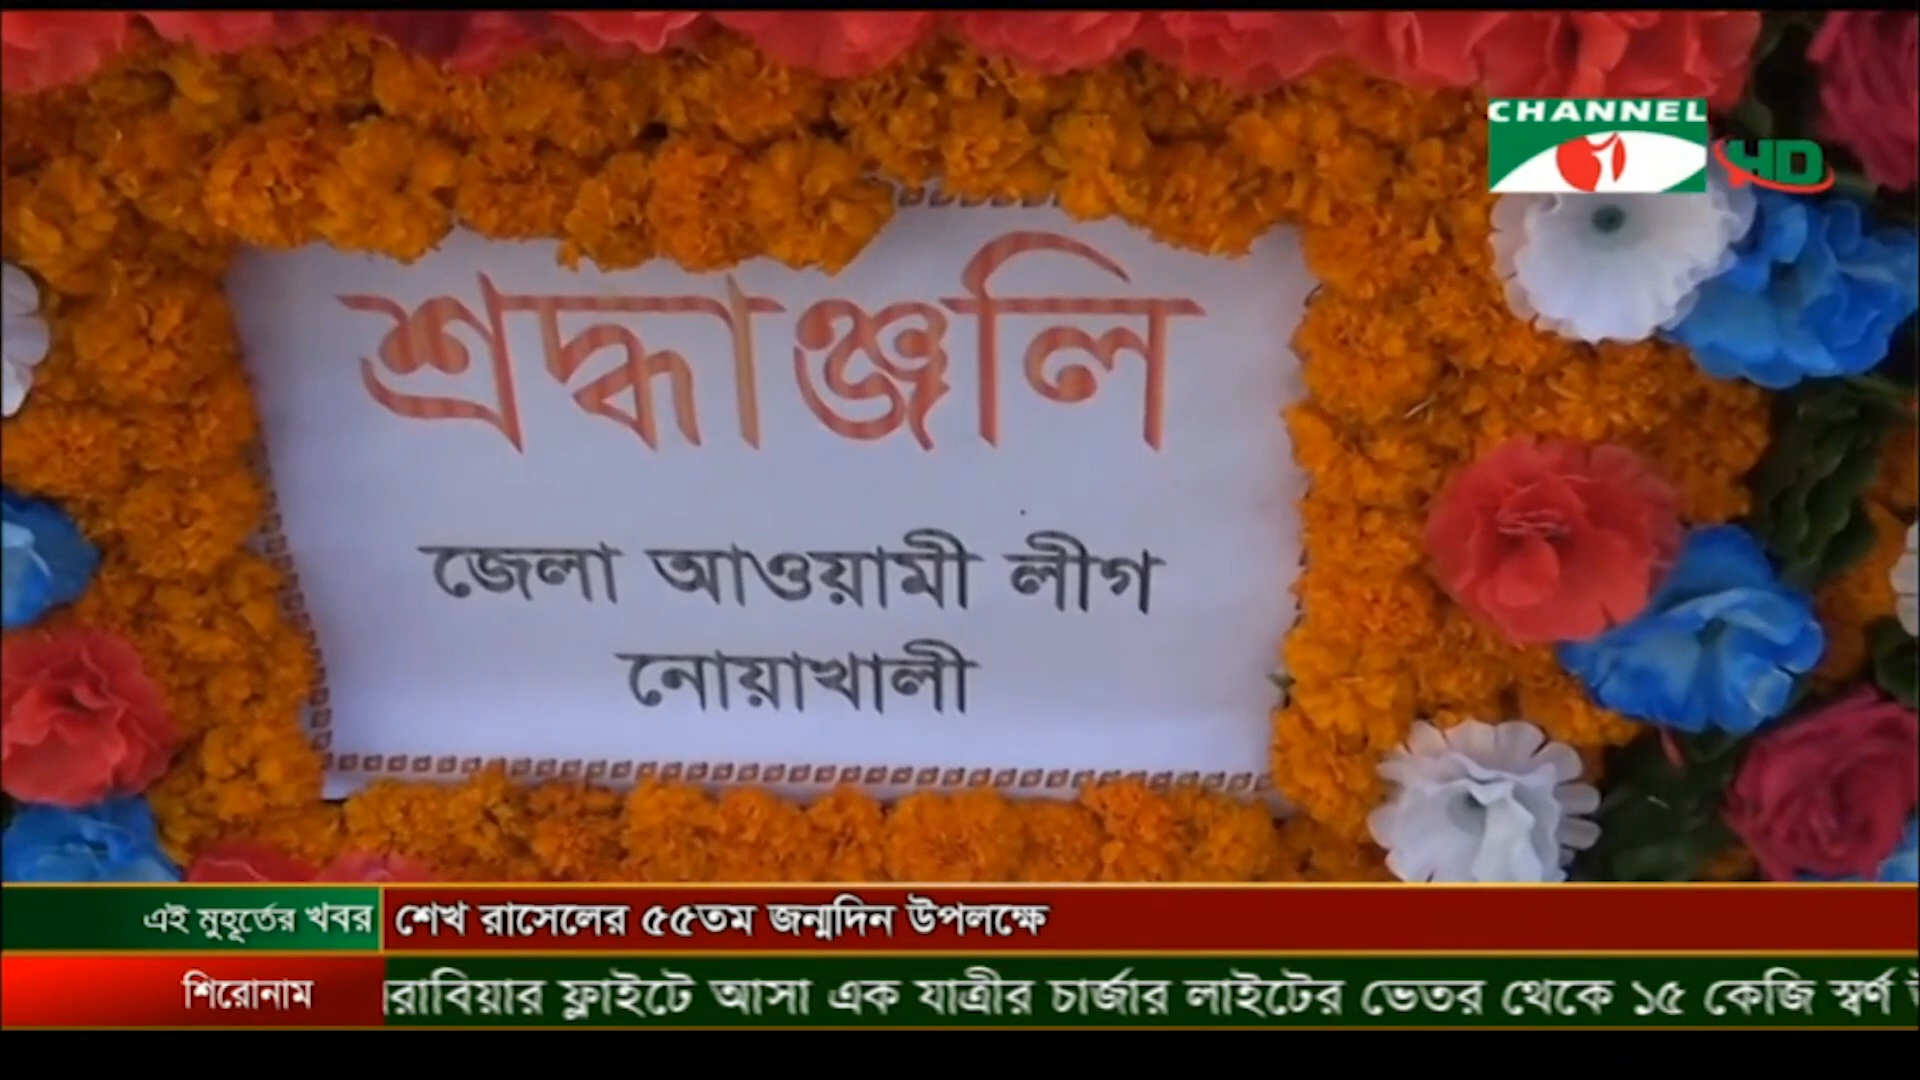 CHANNEL
HD
শ্রদ্ধাঞ্জলি
জেলা আওয়ামী লীগ
নোয়াখালী
এই মুহূর্তের খবর শেখ রাসেলের ৫৫তম জন্মদিন উপলক্ষে
শিরোনাম রাবিয়ার ফ্লাইটে আসা এক যাত্রীর চার্জার লাইটের ভেতর থেকে ১৫ কেজি স্বর্ণ